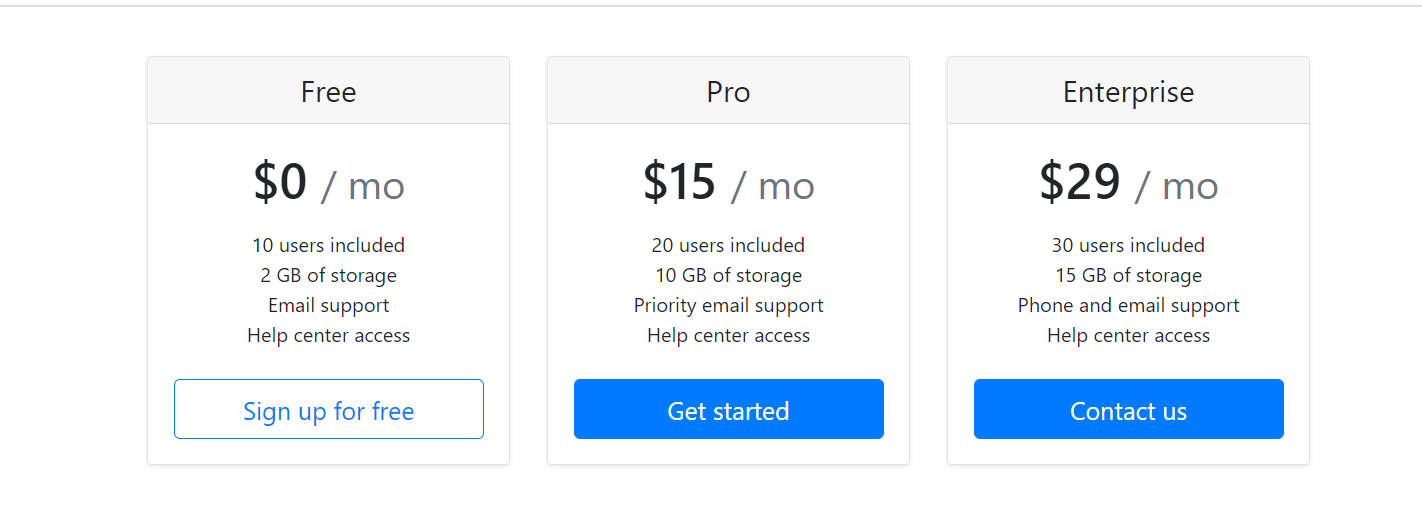 Free
$0 / mo
10 users included
2 GB of storage
Email support
Help center access
Sign up for free
Pro
$15 / mo
20 users included
10 GB of storage
Priority email support
Help center access
Get started
Enterprise
$29 / mo
30 users included
15 GB of storage
Phone and email support
Help center access
Contact us